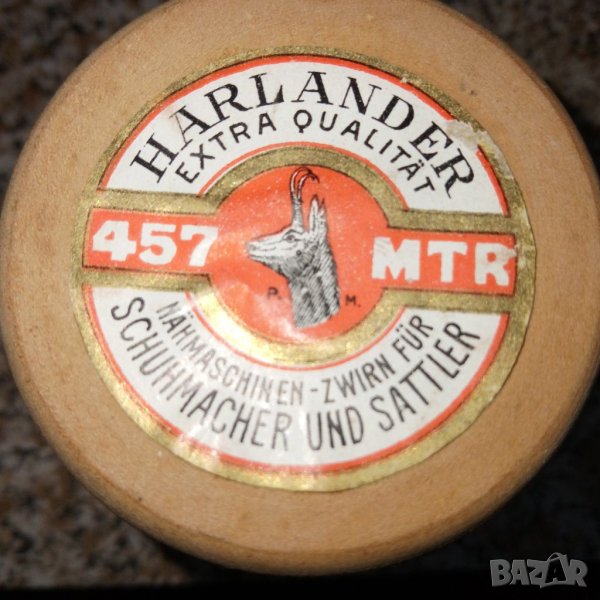 HARLANDER
EXTRA QUALITÄT
457 MTR
P. M.
NÄHMASCHINEN-ZWIRN FÜR
SCHUHMACHER UND SATTLER
BAZAR